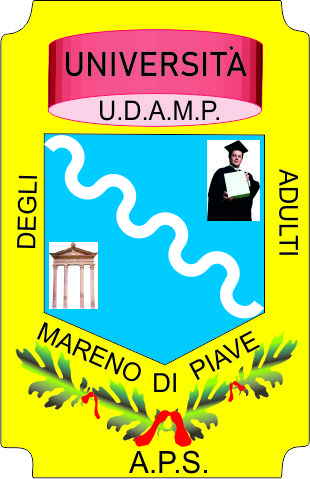 UNIVERSITÀ
U.D.A.M.P.
DEGLI
ADULTI
MARENO DI PIAVE
A.P.S.